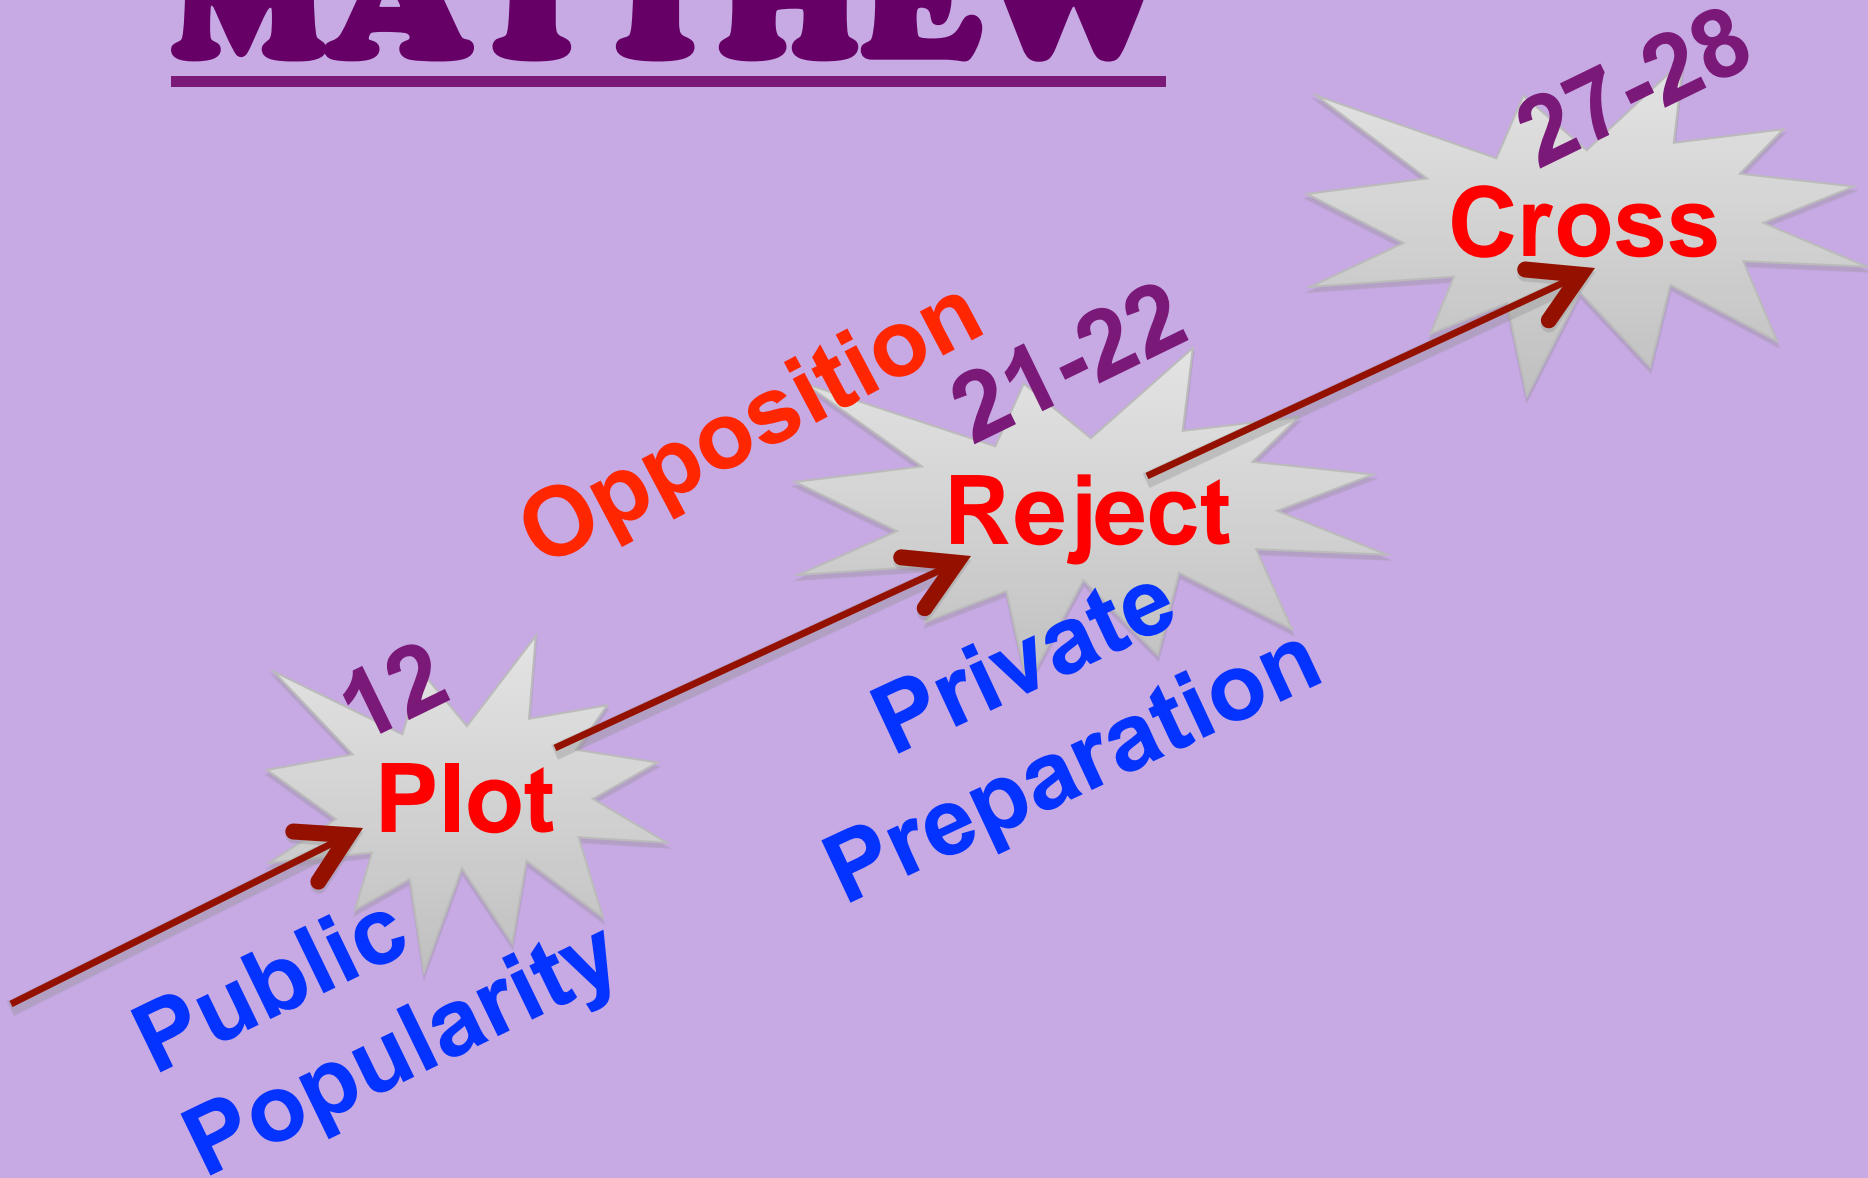 MATTHEW
27-28
Cross
Opposition
21-22
Reject
Private
Preparation
12
Plot
Public
Popularity